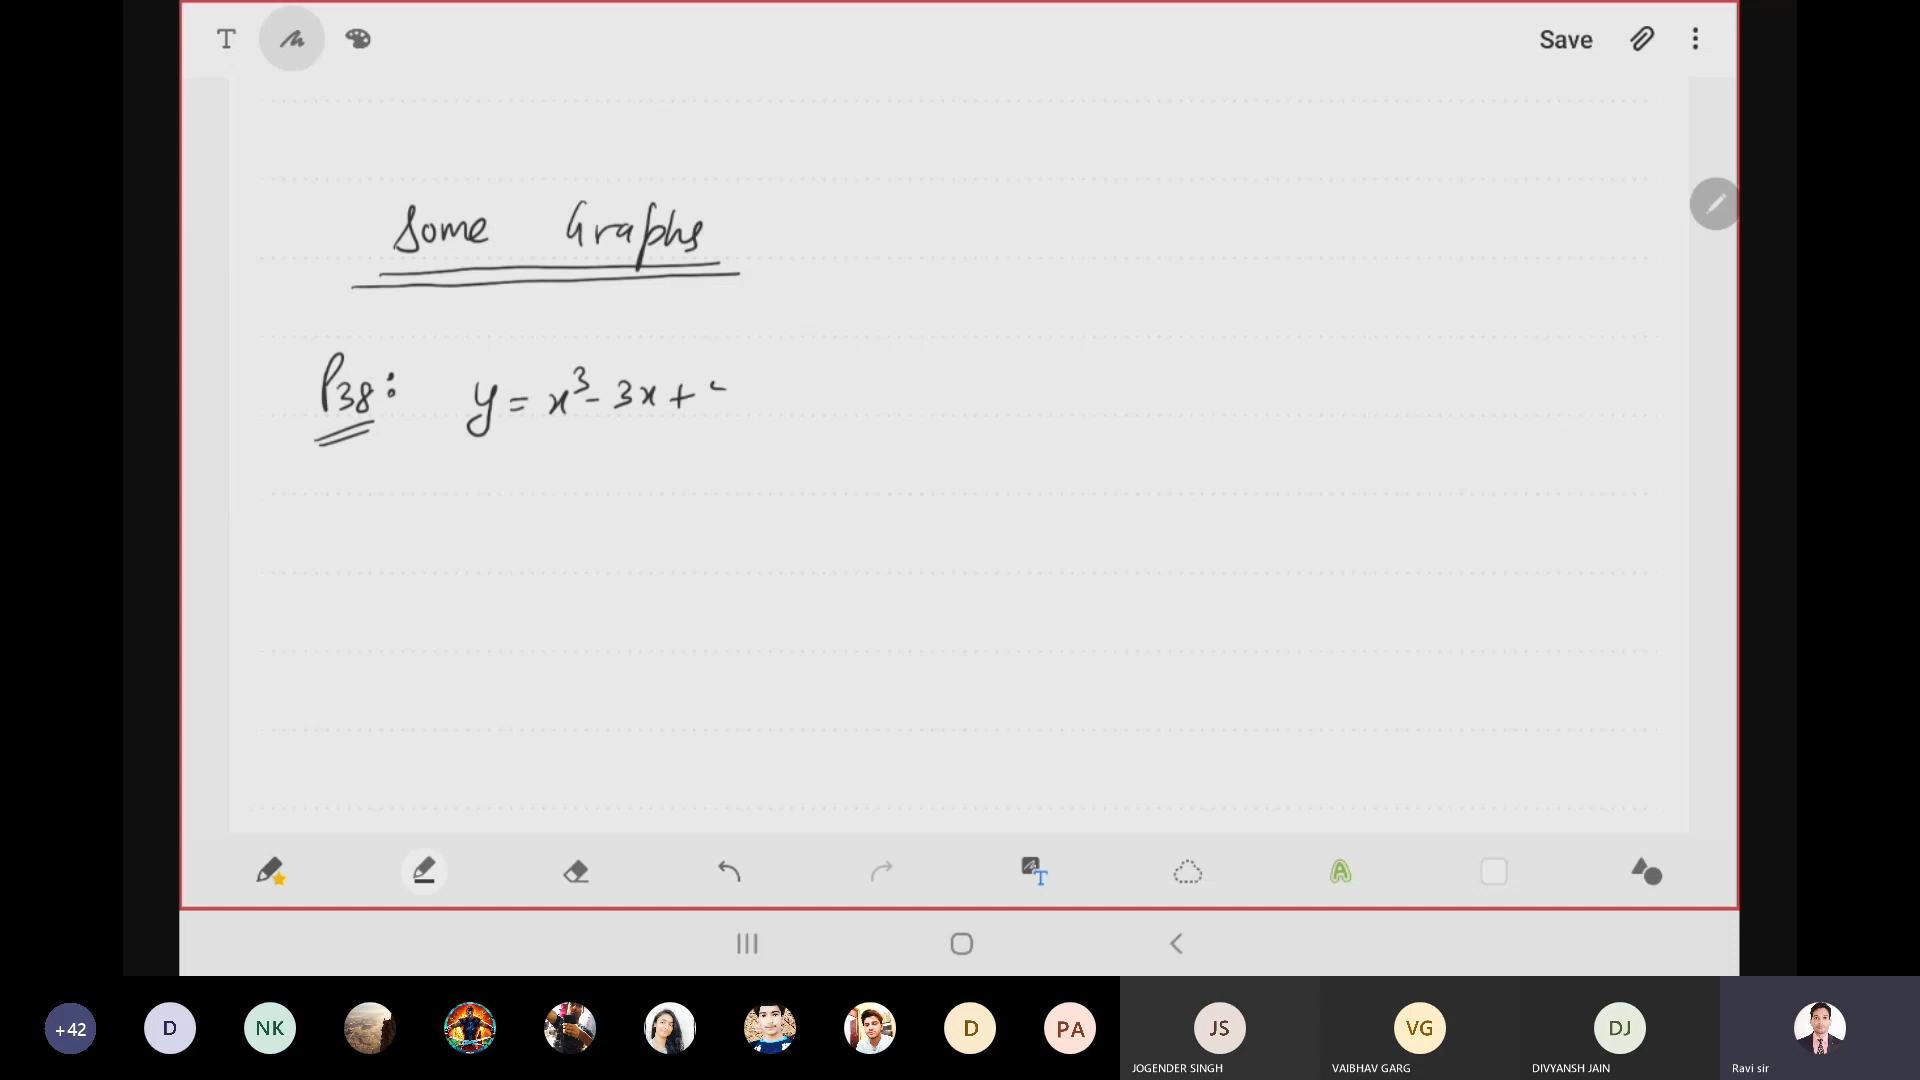 T Save
Some Graphs
P38: y = x³ - 3x +
T
A
+42 D NK D PA JS VG DJ
JOGENDER SINGH VAIBHAV GARG DIVYANSH JAIN Ravi sir